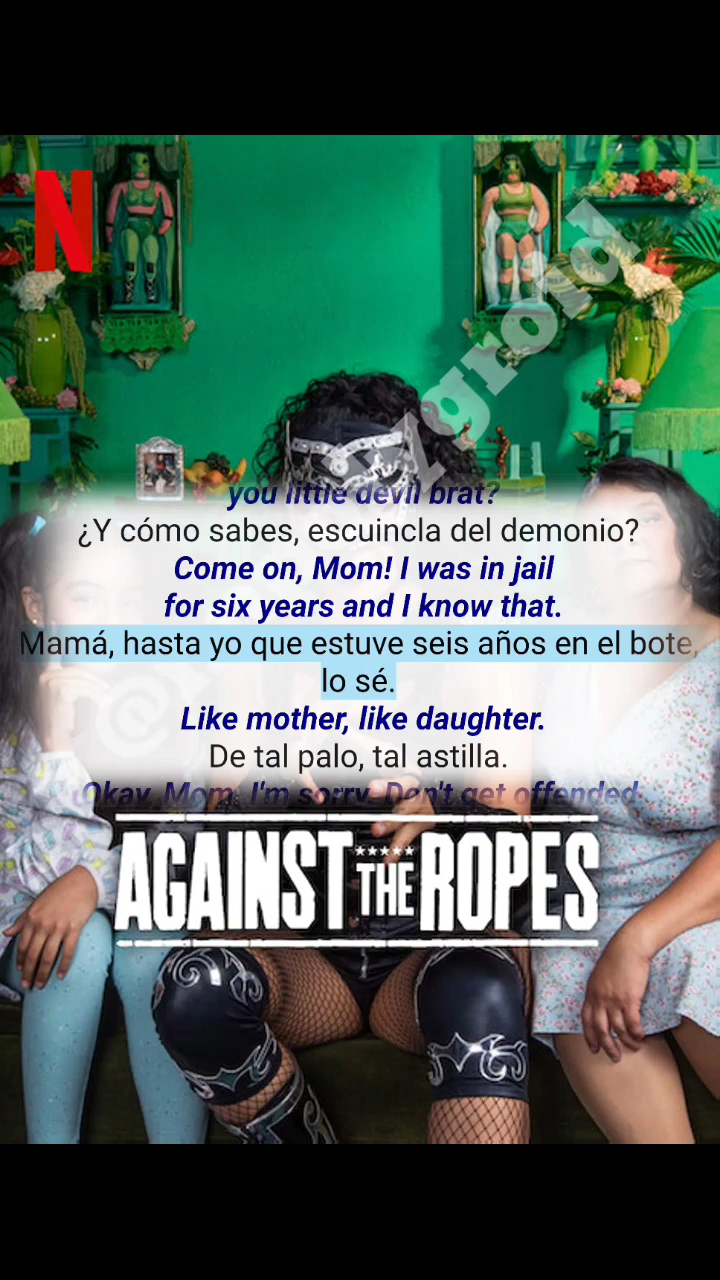 N
you little devil brat?
¿Y cómo sabes, escuincla del demonio?
Come on, Mom! I was in jail
for six years and I know that.
Mamá, hasta yo que estuve seis años en el bote,
lo sé.
Like mother, like daughter.
De tal palo, tal astilla.
Okay, Mom, I'm sorry. Don't get offended.
AGAINST THE ROPES